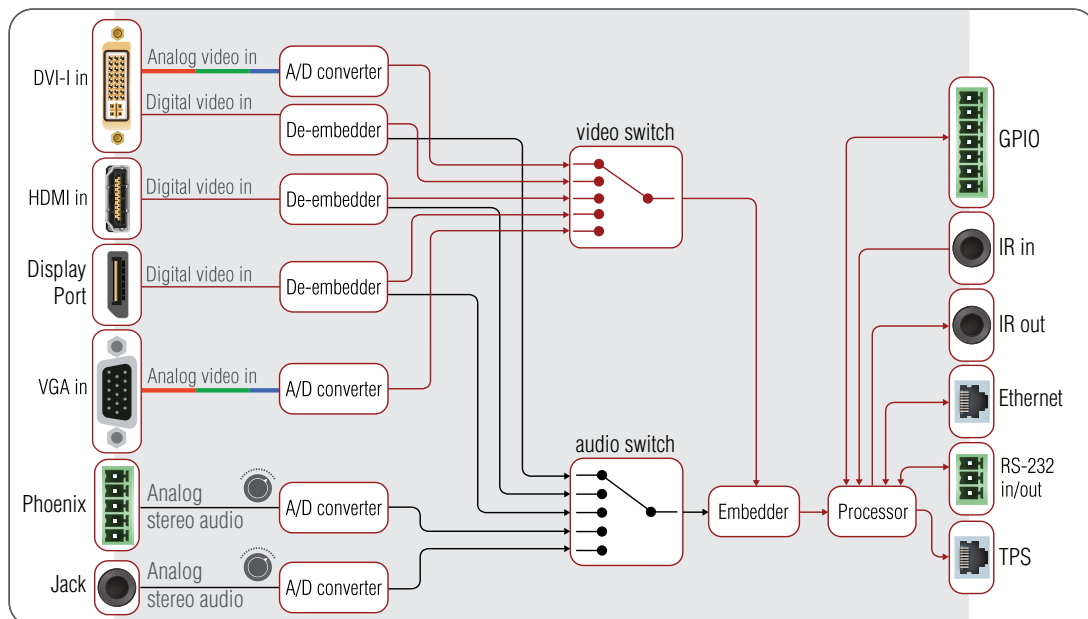 DVI-I in
Analog video in
A/D converter
Digital video in
De-embedder
HDMI in
Digital video in
De-embedder
Display
Port
Digital video in
De-embedder
VGA in
Analog video in
A/D converter
Phoenix
Analog
stereo audio
A/D converter
Jack
Analog
stereo audio
A/D converter
video switch
audio switch
Embedder
Processor
GPIO
IR in
IR out
Ethernet
RS-232
in/out
TPS